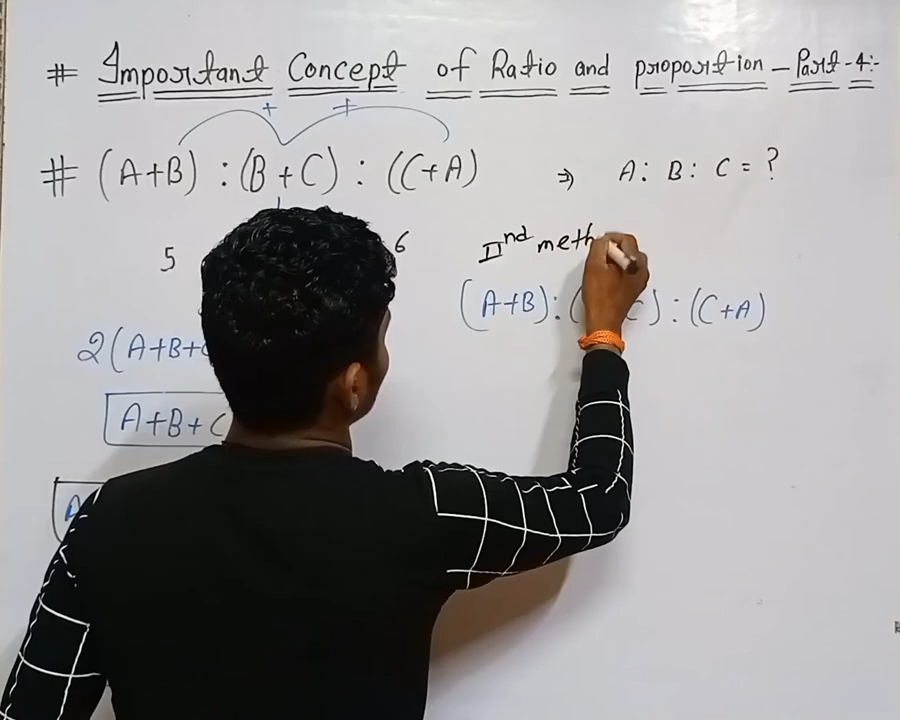 # Important Concept of Ratio and proportion - Part-4:-
+ +
# (A+B) : (B+C) : (C+A) ⇒ A: B: C = ?
5 6
IInd meth
(A+B): ( C) : (C+A)
2(A+B+
A+B+C
A